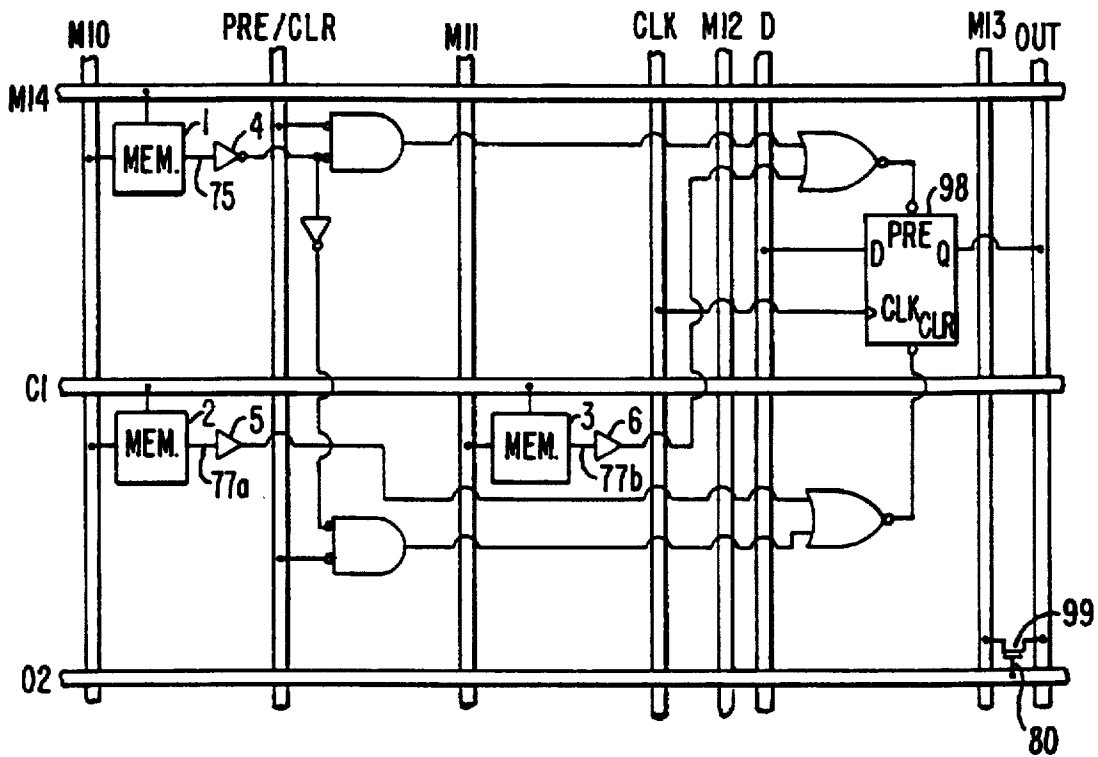 M10 PRE/CLR M11 CLK M12 D M13 OUT
M14
MEM. 1 4
75
98
D PRE Q
CLK CLR
C1
MEM. 2 5
77a
MEM. 3 6
77b
99
02
80